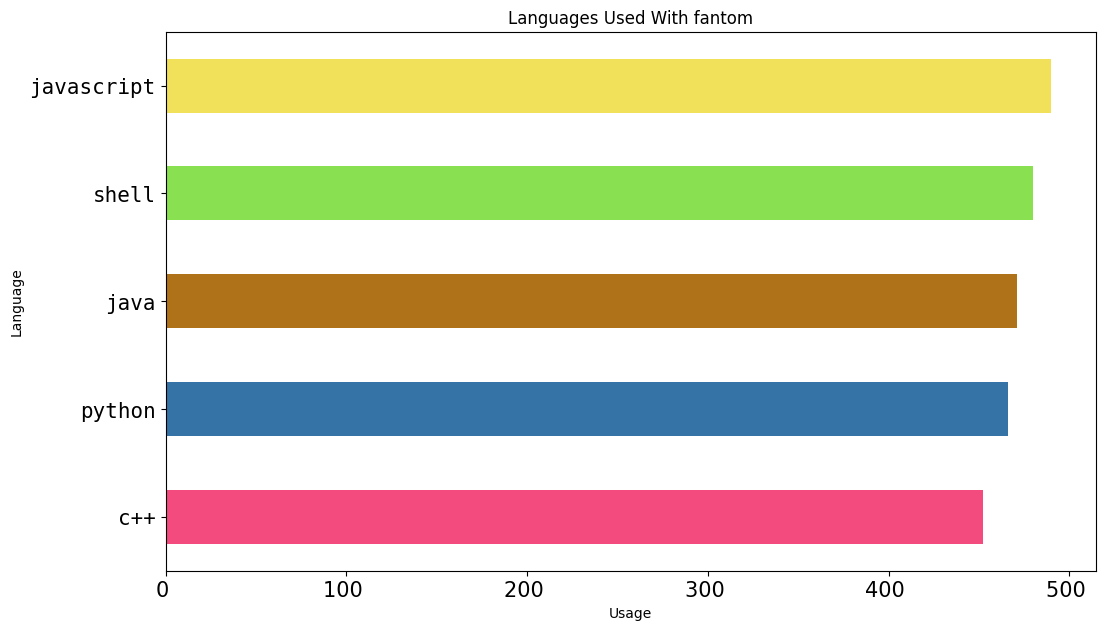 Languages Used With fantom
Language
javascript
shell
java
python
c++
0 100 200 300 400 500
Usage